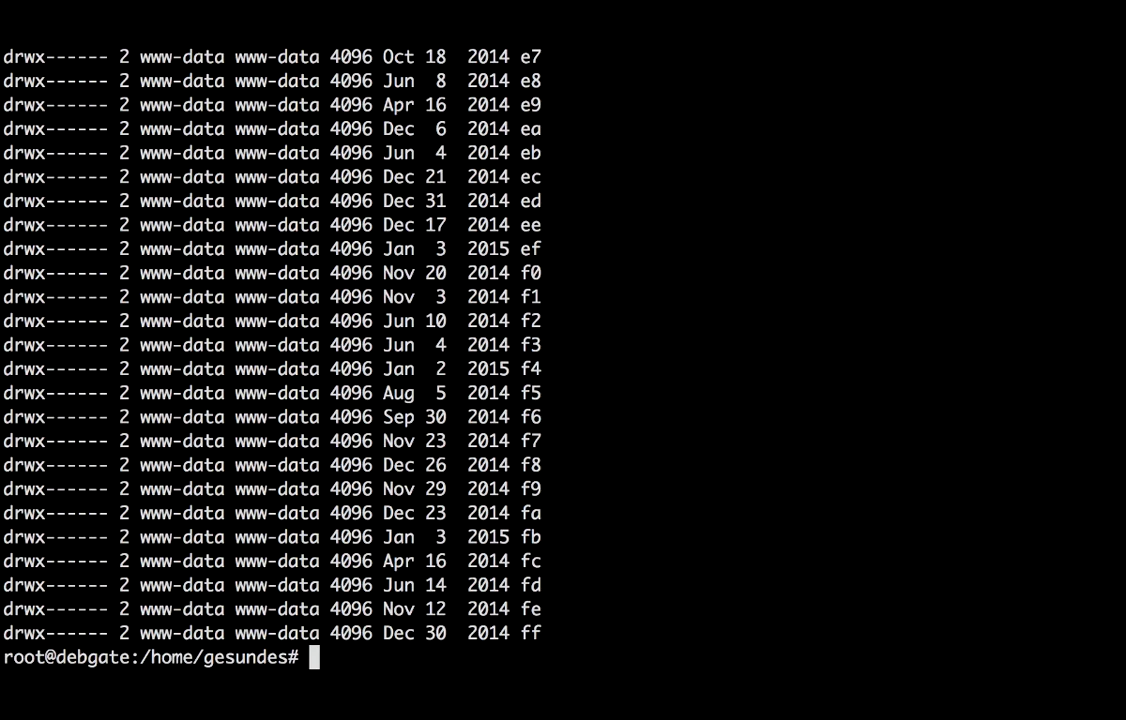 drwx------ 2 www-data www-data 4096 Oct 18  2014 e7
drwx------ 2 www-data www-data 4096 Jun  8  2014 e8
drwx------ 2 www-data www-data 4096 Apr 16  2014 e9
drwx------ 2 www-data www-data 4096 Dec  6  2014 ea
drwx------ 2 www-data www-data 4096 Jun  4  2014 eb
drwx------ 2 www-data www-data 4096 Dec 21  2014 ec
drwx------ 2 www-data www-data 4096 Dec 31  2014 ed
drwx------ 2 www-data www-data 4096 Dec 17  2014 ee
drwx------ 2 www-data www-data 4096 Jan  3  2015 ef
drwx------ 2 www-data www-data 4096 Nov 20  2014 f0
drwx------ 2 www-data www-data 4096 Nov  3  2014 f1
drwx------ 2 www-data www-data 4096 Jun 10  2014 f2
drwx------ 2 www-data www-data 4096 Jun  4  2014 f3
drwx------ 2 www-data www-data 4096 Jan  2  2015 f4
drwx------ 2 www-data www-data 4096 Aug  5  2014 f5
drwx------ 2 www-data www-data 4096 Sep 30  2014 f6
drwx------ 2 www-data www-data 4096 Nov 23  2014 f7
drwx------ 2 www-data www-data 4096 Dec 26  2014 f8
drwx------ 2 www-data www-data 4096 Nov 29  2014 f9
drwx------ 2 www-data www-data 4096 Dec 23  2014 fa
drwx------ 2 www-data www-data 4096 Jan  3  2015 fb
drwx------ 2 www-data www-data 4096 Apr 16  2014 fc
drwx------ 2 www-data www-data 4096 Jun 14  2014 fd
drwx------ 2 www-data www-data 4096 Nov 12  2014 fe
drwx------ 2 www-data www-data 4096 Dec 30  2014 ff
root@debgate:/home/gesundes#